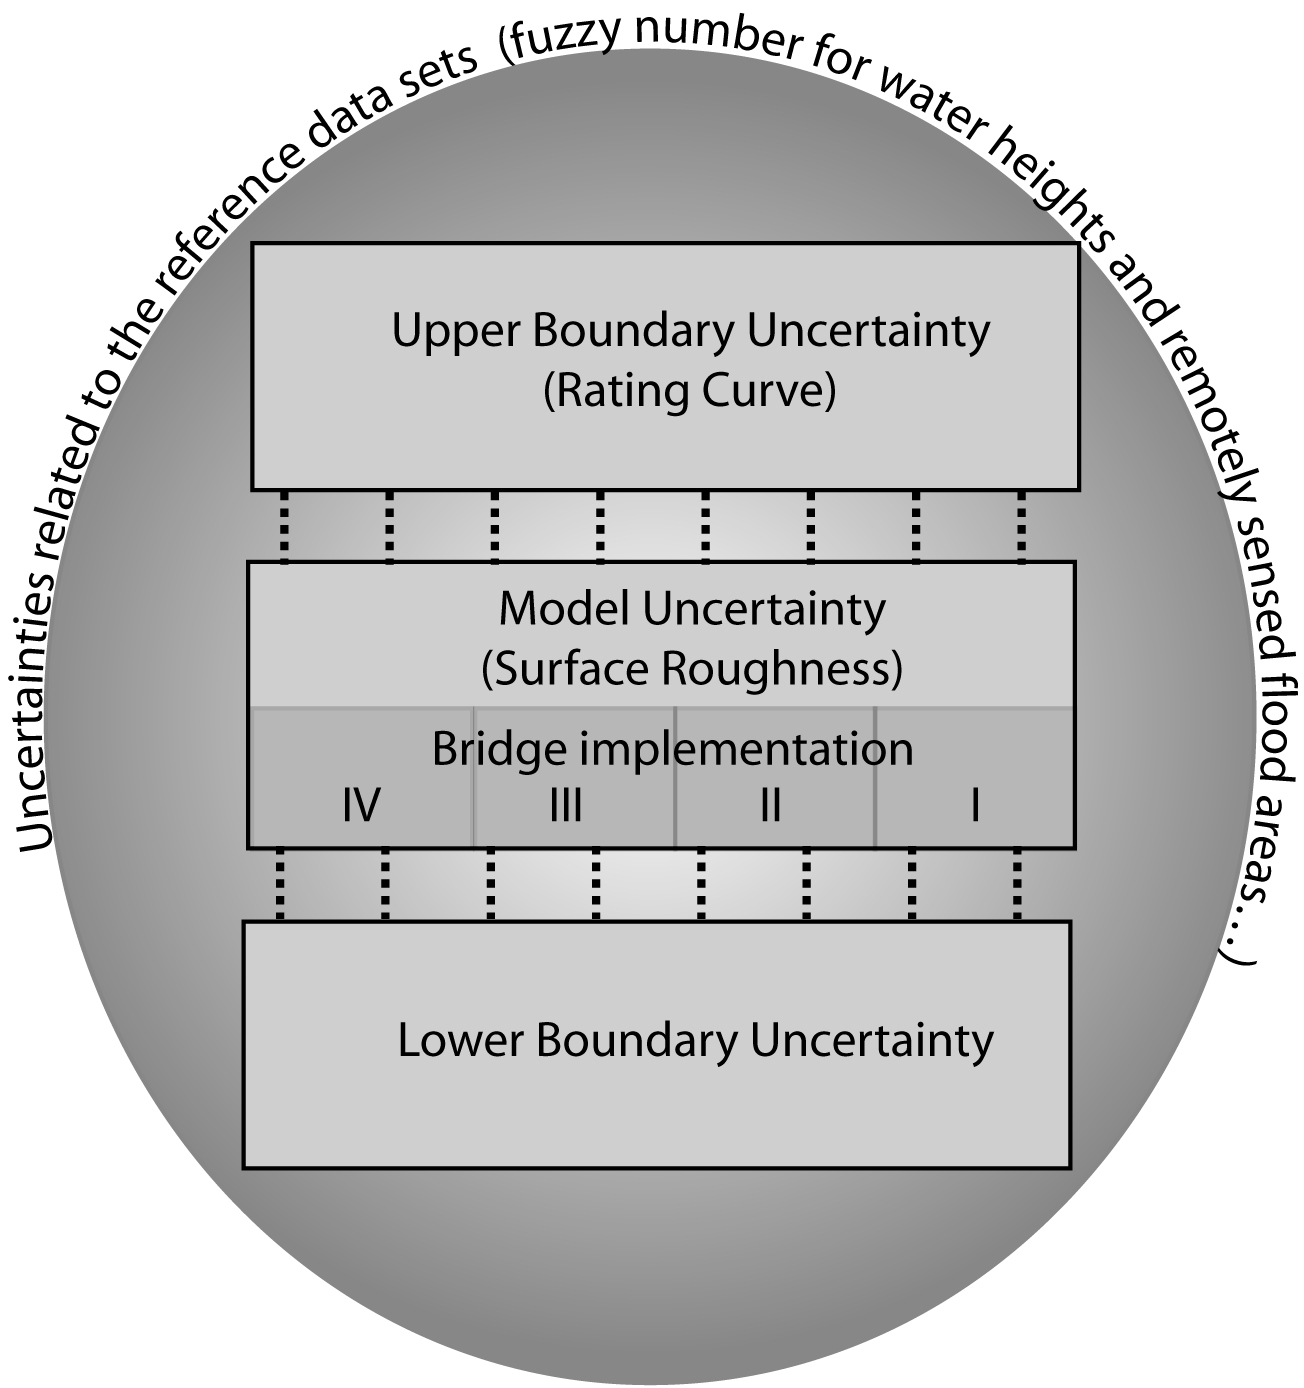 Uncertainties related to the reference data sets (fuzzy number for water heights and remotely sensed flood areas....)
Upper Boundary Uncertainty
(Rating Curve)
Model Uncertainty
(Surface Roughness)
Bridge implementation
IV III II I
Lower Boundary Uncertainty